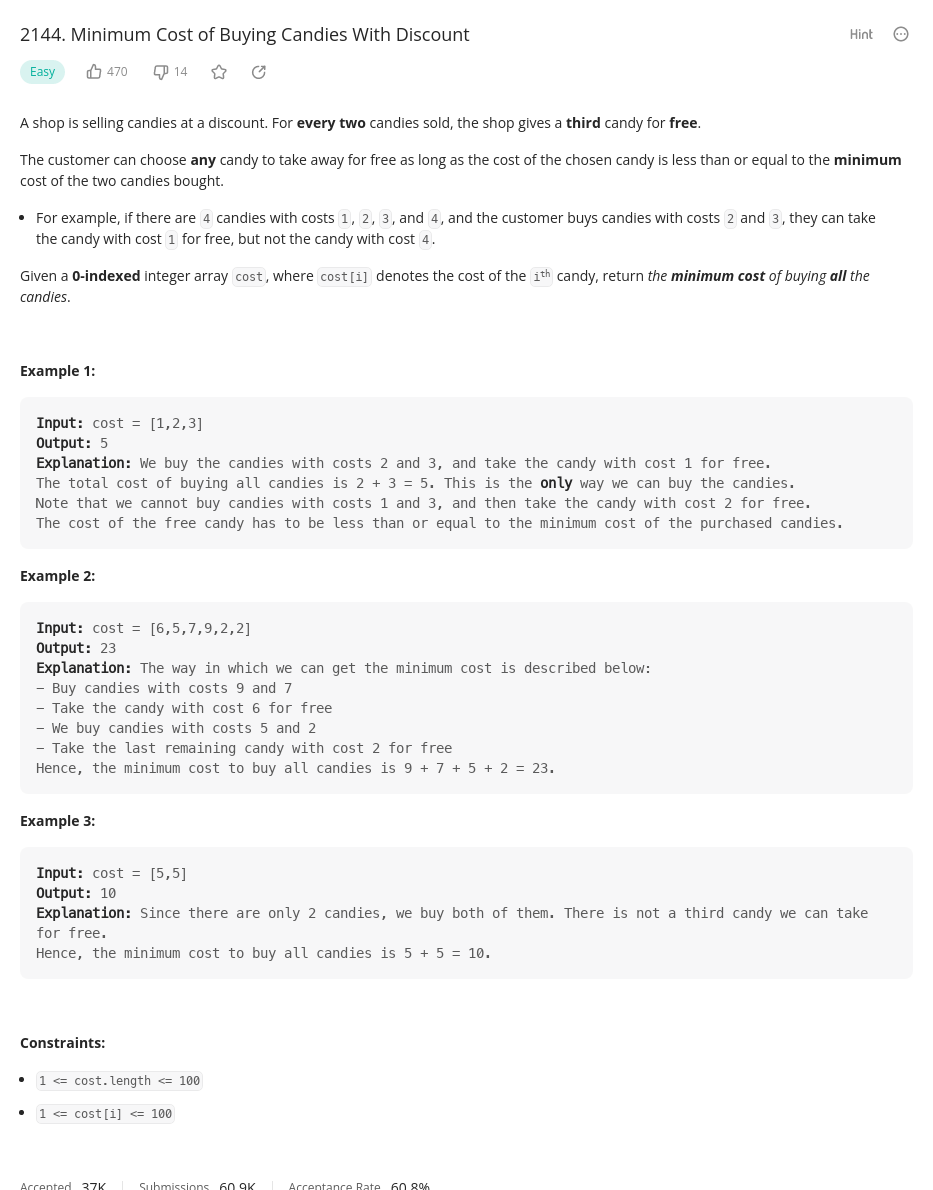 2144. Minimum Cost of Buying Candies With Discount
Hint
Easy
470
14
A shop is selling candies at a discount. For every two candies sold, the shop gives a third candy for free.
The customer can choose any candy to take away for free as long as the cost of the chosen candy is less than or equal to the minimum
cost of the two candies bought.
• For example, if there are 4 candies with costs 1, 2, 3, and 4, and the customer buys candies with costs 2 and 3, they can take
the candy with cost 1 for free, but not the candy with cost 4.
Given a 0-indexed integer array cost, where cost[i] denotes the cost of the iᵗʰ candy, return the minimum cost of buying all the
candies.
Example 1:
Input: cost = [1,2,3]
Output: 5
Explanation: We buy the candies with costs 2 and 3, and take the candy with cost 1 for free.
The total cost of buying all candies is 2 + 3 = 5. This is the only way we can buy the candies.
Note that we cannot buy candies with costs 1 and 3, and then take the candy with cost 2 for free.
The cost of the free candy has to be less than or equal to the minimum cost of the purchased candies.
Example 2:
Input: cost = [6,5,7,9,2,2]
Output: 23
Explanation: The way in which we can get the minimum cost is described below:
– Buy candies with costs 9 and 7
– Take the candy with cost 6 for free
– We buy candies with costs 5 and 2
– Take the last remaining candy with cost 2 for free
Hence, the minimum cost to buy all candies is 9 + 7 + 5 + 2 = 23.
Example 3:
Input: cost = [5,5]
Output: 10
Explanation: Since there are only 2 candies, we buy both of them. There is not a third candy we can take
for free.
Hence, the minimum cost to buy all candies is 5 + 5 = 10.
Constraints:
• 1 <= cost.length <= 100
• 1 <= cost[i] <= 100
Accepted 37K Submissions 60.9K Acceptance Rate 60.8%